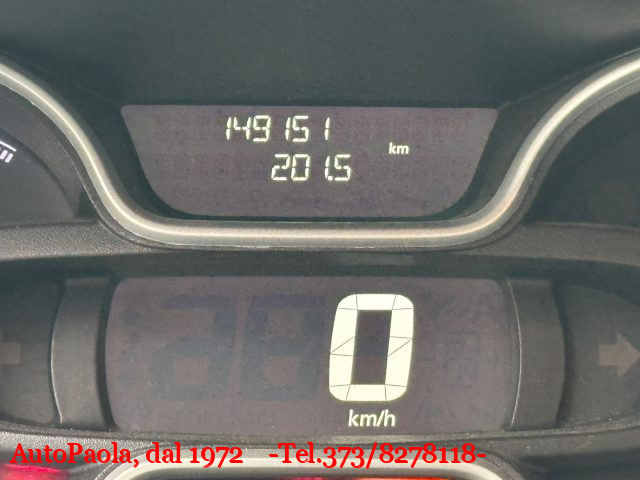 149151
km
201.5
0
km/h
AutoPaola, dal 1972 -Tel.373/8278118-